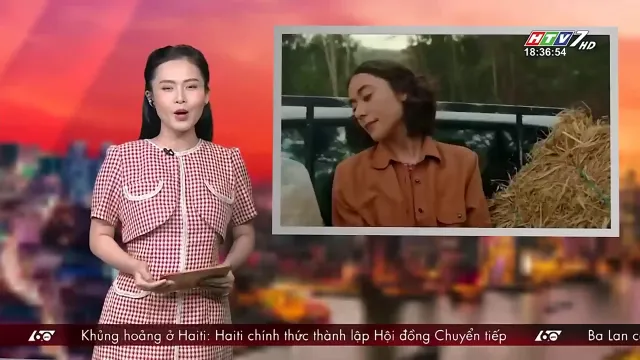 HTV7 HD
18:36:54
60 Khủng hoảng ở Haiti: Haiti chính thức thành lập Hội đồng Chuyển tiếp 60 Ba Lan c